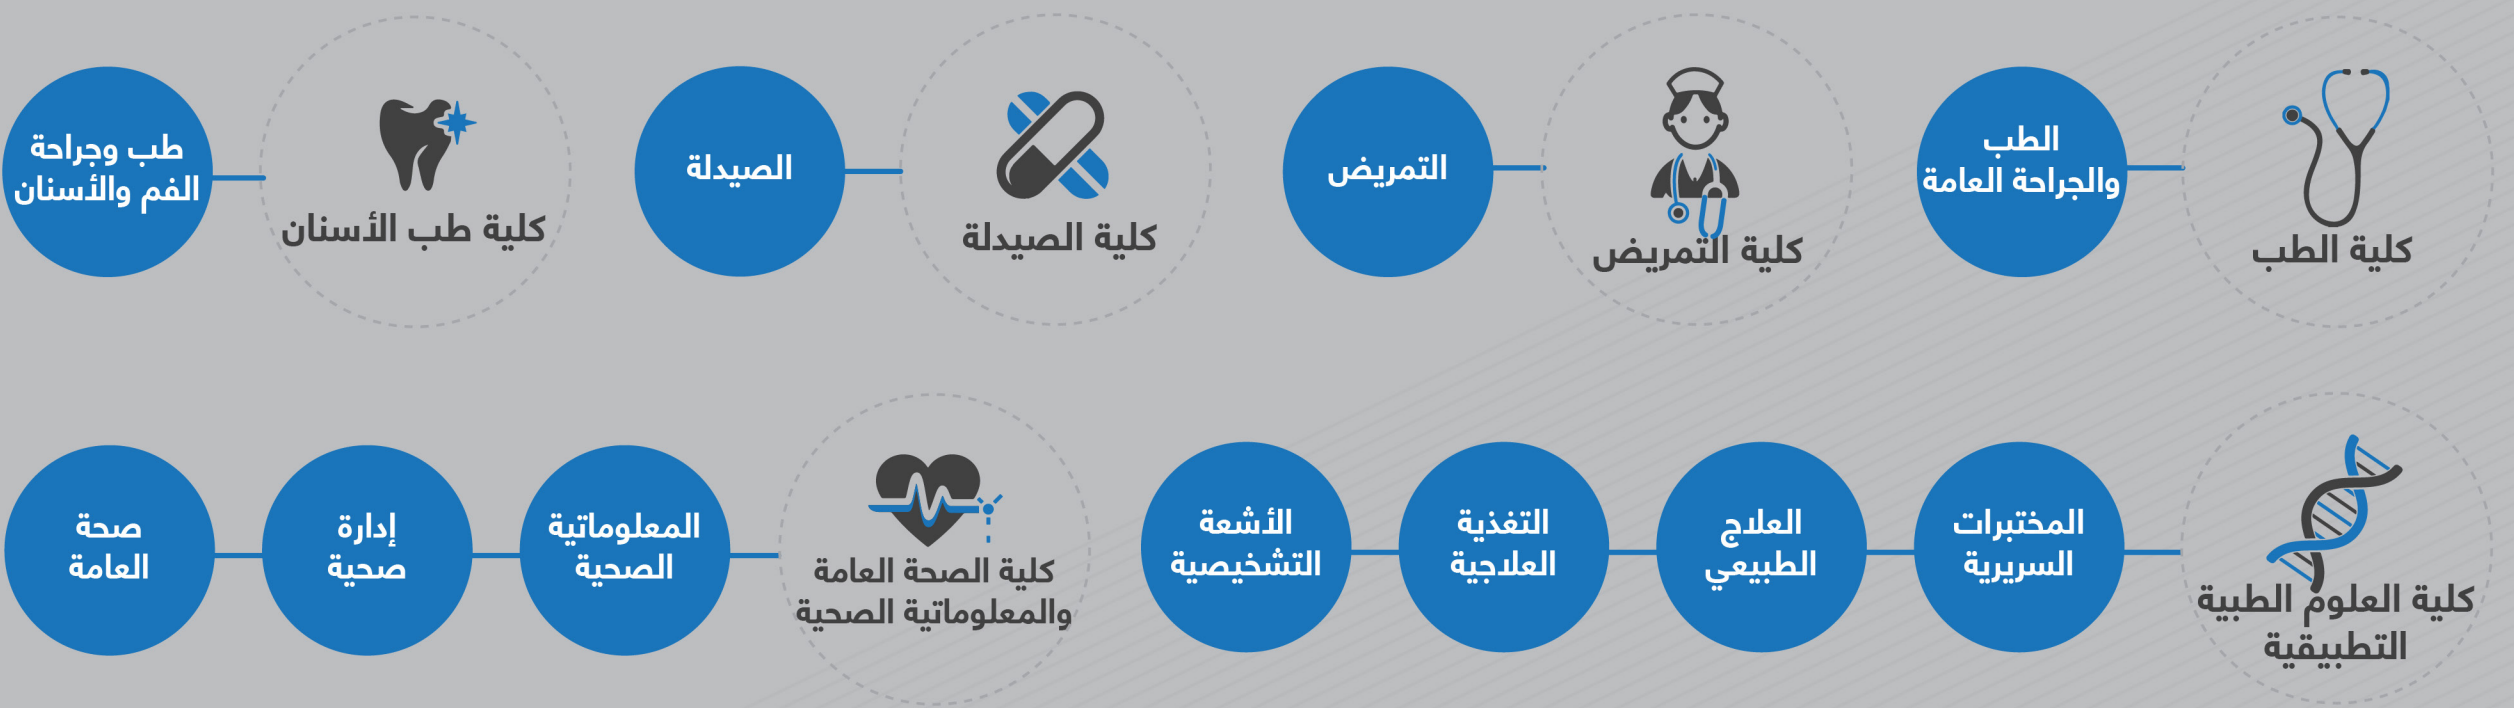 كلية الطب
الطب
والجراحة العامة
كلية التمريض
التمريض
كلية الصيدلة
الصيدلة
كلية طب الأسنان
طب وجراحة
الفم والأسنان
كلية العلوم الطبية
التطبيقية
المختبرات
السريرية
العلاج
الطبيعي
التغذية
العلاجية
الأشعة
التشخيصية
كلية الصحة العامة
والمعلوماتية الصحية
المعلوماتية
الصحية
إدارة
صحية
صحة
العامة